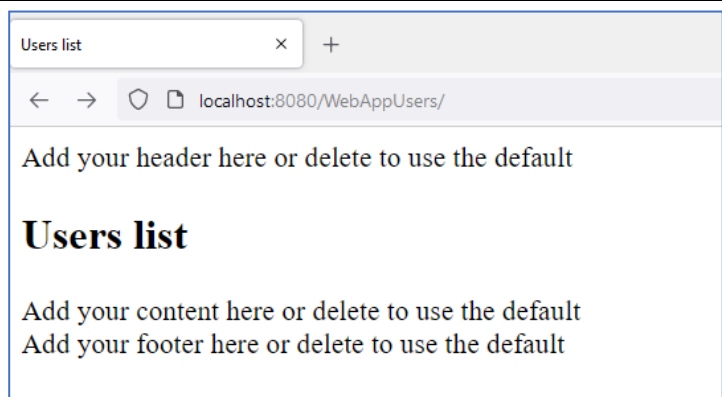 Users list
localhost:8080/WebAppUsers/
Add your header here or delete to use the default
Users list
Add your content here or delete to use the default
Add your footer here or delete to use the default